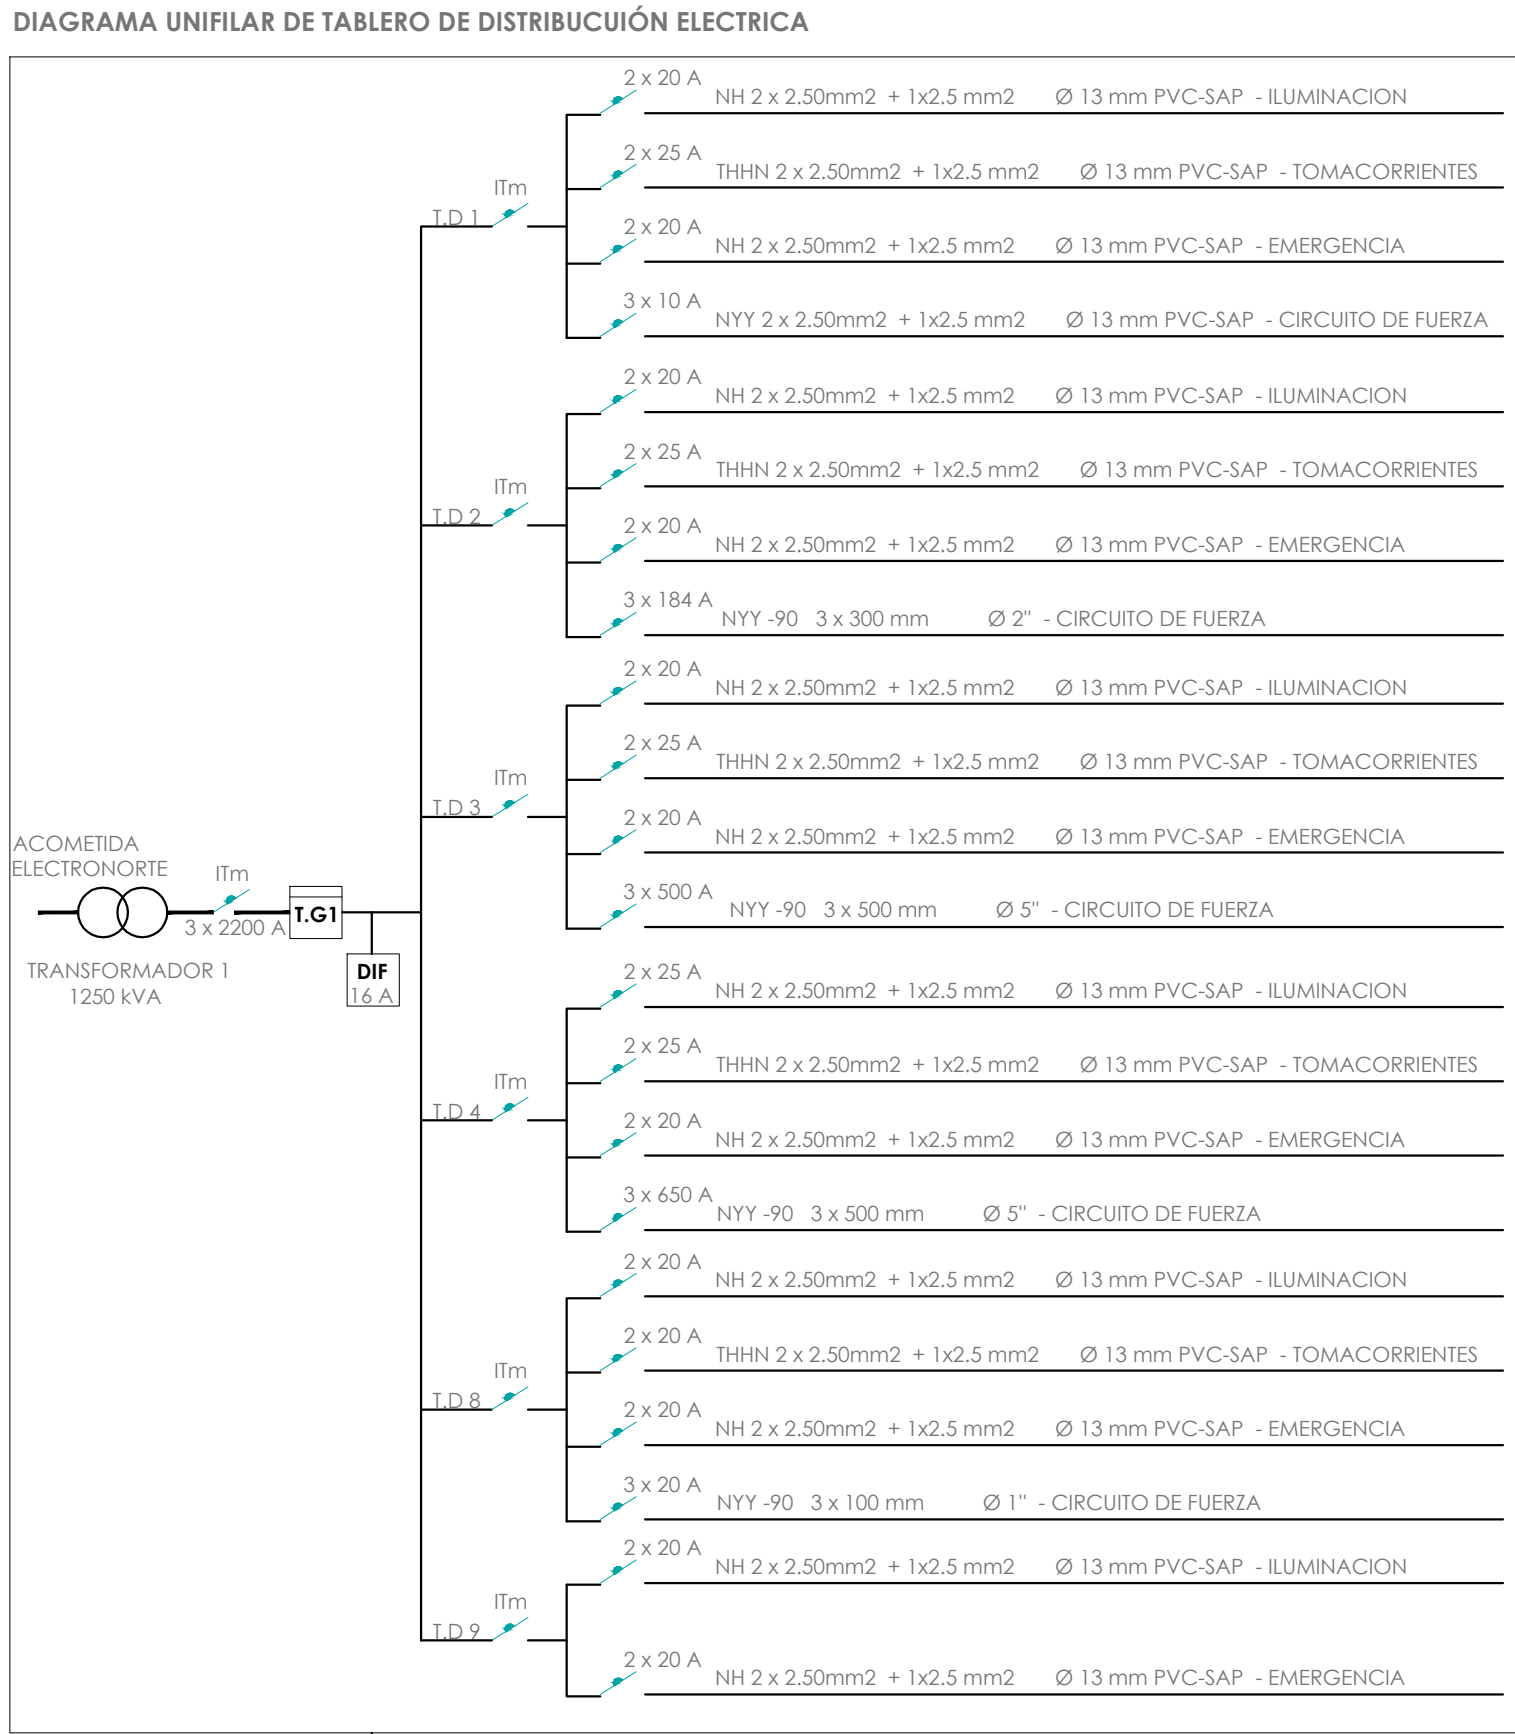 DIAGRAMA UNIFILAR DE TABLERO DE DISTRIBUCUIÓN ELECTRICA
2 x 20 A
NH 2 x 2.50mm2 + 1x2.5 mm2 Ø 13 mm PVC-SAP - ILUMINACION
2 x 25 A
THHN 2 x 2.50mm2 + 1x2.5 mm2 Ø 13 mm PVC-SAP - TOMACORRIENTES
ITm
T.D 1
2 x 20 A
NH 2 x 2.50mm2 + 1x2.5 mm2 Ø 13 mm PVC-SAP - EMERGENCIA
3 x 10 A
NYY 2 x 2.50mm2 + 1x2.5 mm2 Ø 13 mm PVC-SAP - CIRCUITO DE FUERZA
2 x 20 A
NH 2 x 2.50mm2 + 1x2.5 mm2 Ø 13 mm PVC-SAP - ILUMINACION
2 x 25 A
THHN 2 x 2.50mm2 + 1x2.5 mm2 Ø 13 mm PVC-SAP - TOMACORRIENTES
ITm
T.D 2
2 x 20 A
NH 2 x 2.50mm2 + 1x2.5 mm2 Ø 13 mm PVC-SAP - EMERGENCIA
3 x 184 A
NYY -90 3 x 300 mm Ø 2" - CIRCUITO DE FUERZA
2 x 20 A
NH 2 x 2.50mm2 + 1x2.5 mm2 Ø 13 mm PVC-SAP - ILUMINACION
2 x 25 A
THHN 2 x 2.50mm2 + 1x2.5 mm2 Ø 13 mm PVC-SAP - TOMACORRIENTES
ITm
T.D 3
2 x 20 A
NH 2 x 2.50mm2 + 1x2.5 mm2 Ø 13 mm PVC-SAP - EMERGENCIA
3 x 500 A
NYY -90 3 x 500 mm Ø 5" - CIRCUITO DE FUERZA
ACOMETIDA
ELECTRONORTE
ITm
T.G1
3 x 2200 A
TRANSFORMADOR 1
1250 kVA
DIF
16 A
2 x 25 A
NH 2 x 2.50mm2 + 1x2.5 mm2 Ø 13 mm PVC-SAP - ILUMINACION
2 x 25 A
THHN 2 x 2.50mm2 + 1x2.5 mm2 Ø 13 mm PVC-SAP - TOMACORRIENTES
ITm
T.D 4
2 x 20 A
NH 2 x 2.50mm2 + 1x2.5 mm2 Ø 13 mm PVC-SAP - EMERGENCIA
3 x 650 A
NYY -90 3 x 500 mm Ø 5" - CIRCUITO DE FUERZA
2 x 20 A
NH 2 x 2.50mm2 + 1x2.5 mm2 Ø 13 mm PVC-SAP - ILUMINACION
2 x 20 A
THHN 2 x 2.50mm2 + 1x2.5 mm2 Ø 13 mm PVC-SAP - TOMACORRIENTES
ITm
T.D 8
2 x 20 A
NH 2 x 2.50mm2 + 1x2.5 mm2 Ø 13 mm PVC-SAP - EMERGENCIA
3 x 20 A
NYY -90 3 x 100 mm Ø 1" - CIRCUITO DE FUERZA
2 x 20 A
NH 2 x 2.50mm2 + 1x2.5 mm2 Ø 13 mm PVC-SAP - ILUMINACION
ITm
T.D 9
2 x 20 A
NH 2 x 2.50mm2 + 1x2.5 mm2 Ø 13 mm PVC-SAP - EMERGENCIA